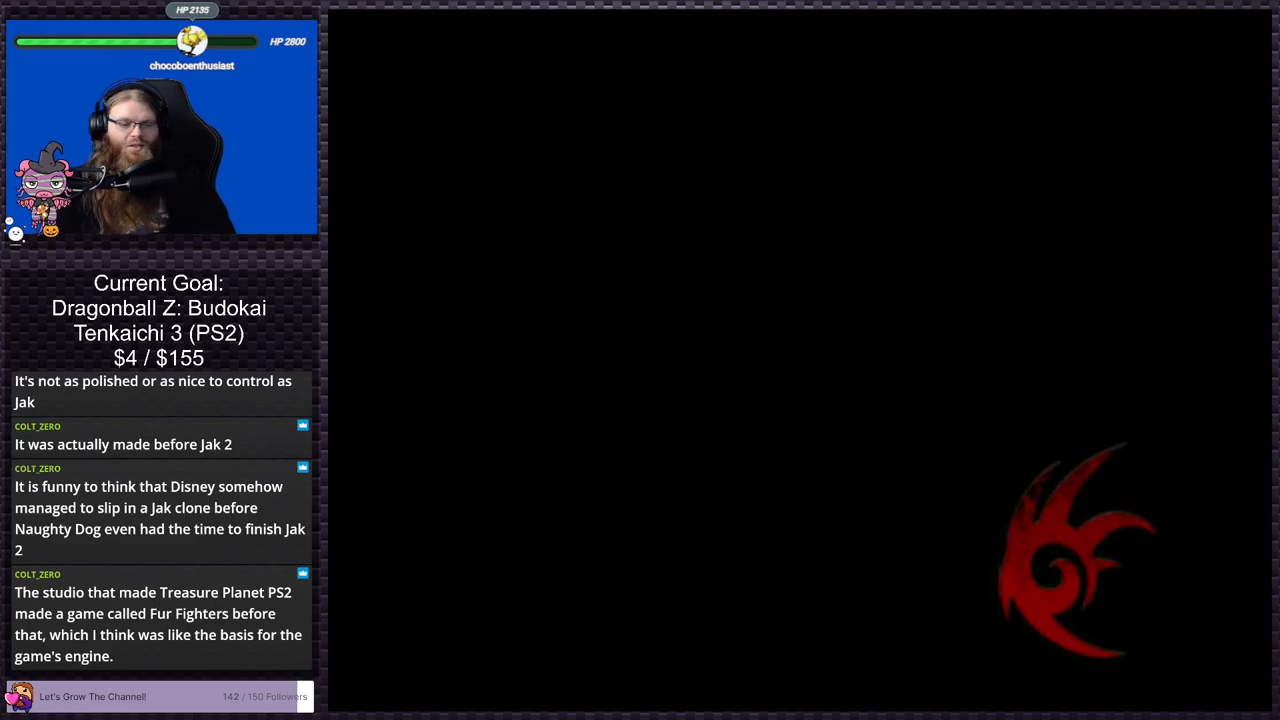 HP 2135
HP 2800
chocoboenthusiast
Current Goal:
Dragonball Z: Budokai
Tenkaichi 3 (PS2)
$4 / $155
It's not as polished or as nice to control as
Jak
COLT_ZERO
It was actually made before Jak 2
COLT_ZERO
It is funny to think that Disney somehow
managed to slip in a Jak clone before
Naughty Dog even had the time to finish Jak
2
COLT_ZERO
The studio that made Treasure Planet PS2
made a game called Fur Fighters before
that, which I think was like the basis for the
game's engine.
Let's Grow The Channel!
142 / 150 Followers